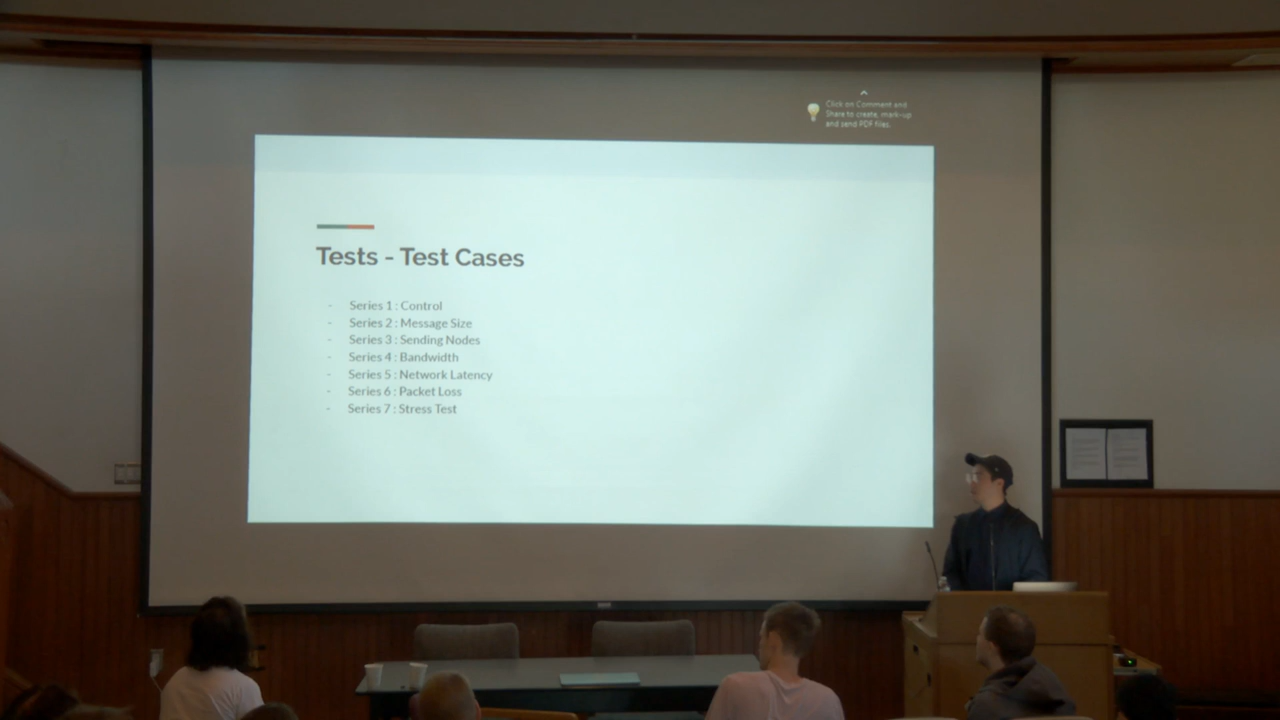 Click on Comment and
Share to create, mark-up
and send PDF files.
Tests - Test Cases
- Series 1 : Control
- Series 2 : Message Size
- Series 3 : Sending Nodes
- Series 4 : Bandwidth
- Series 5 : Network Latency
- Series 6 : Packet Loss
- Series 7 : Stress Test